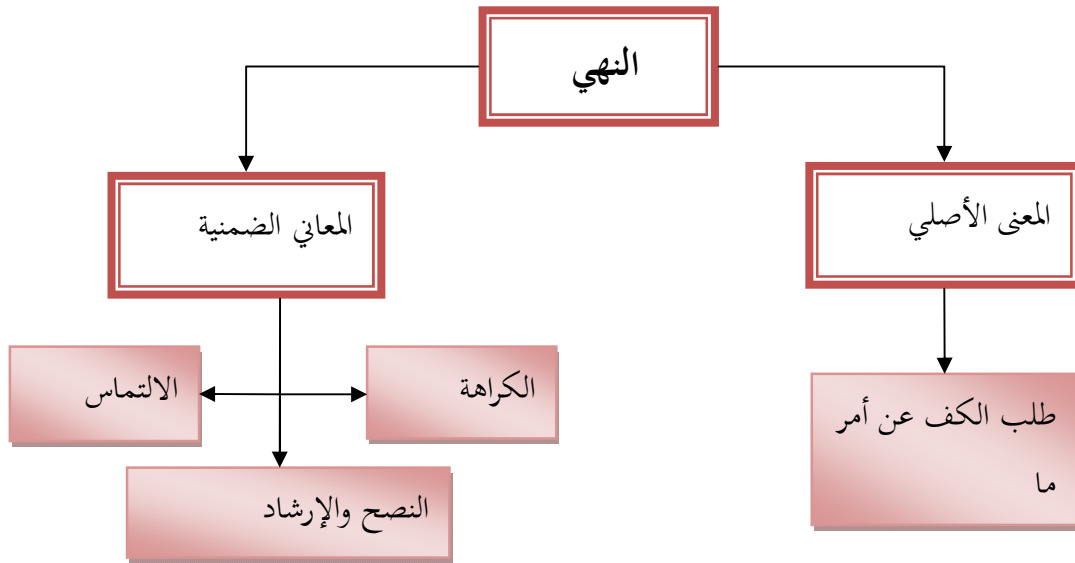 النهي
المعنى الأصلي
المعاني الضمنية
طلب الكف عن أمر
ما
الكراهة
الالتماس
النصح والإرشاد